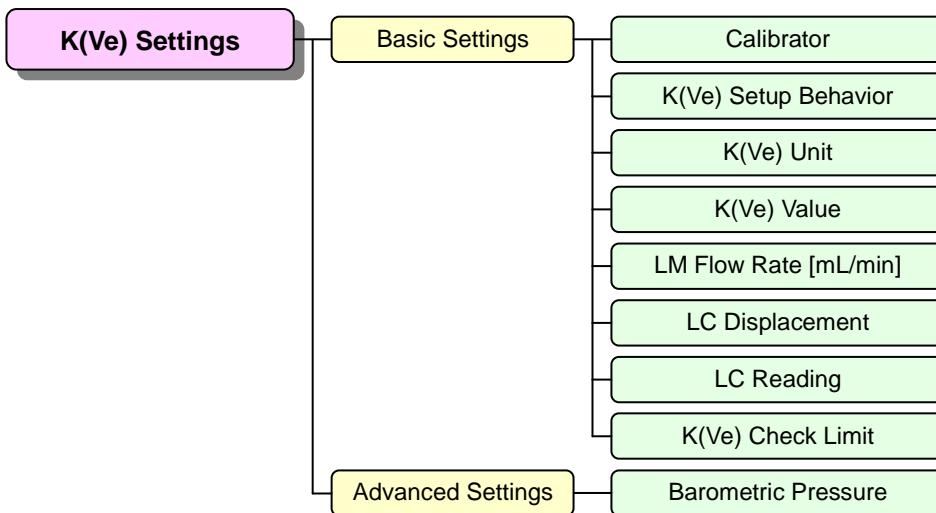 K(Ve) Settings
Basic Settings
Calibrator
K(Ve) Setup Behavior
K(Ve) Unit
K(Ve) Value
LM Flow Rate [mL/min]
LC Displacement
LC Reading
K(Ve) Check Limit
Advanced Settings
Barometric Pressure